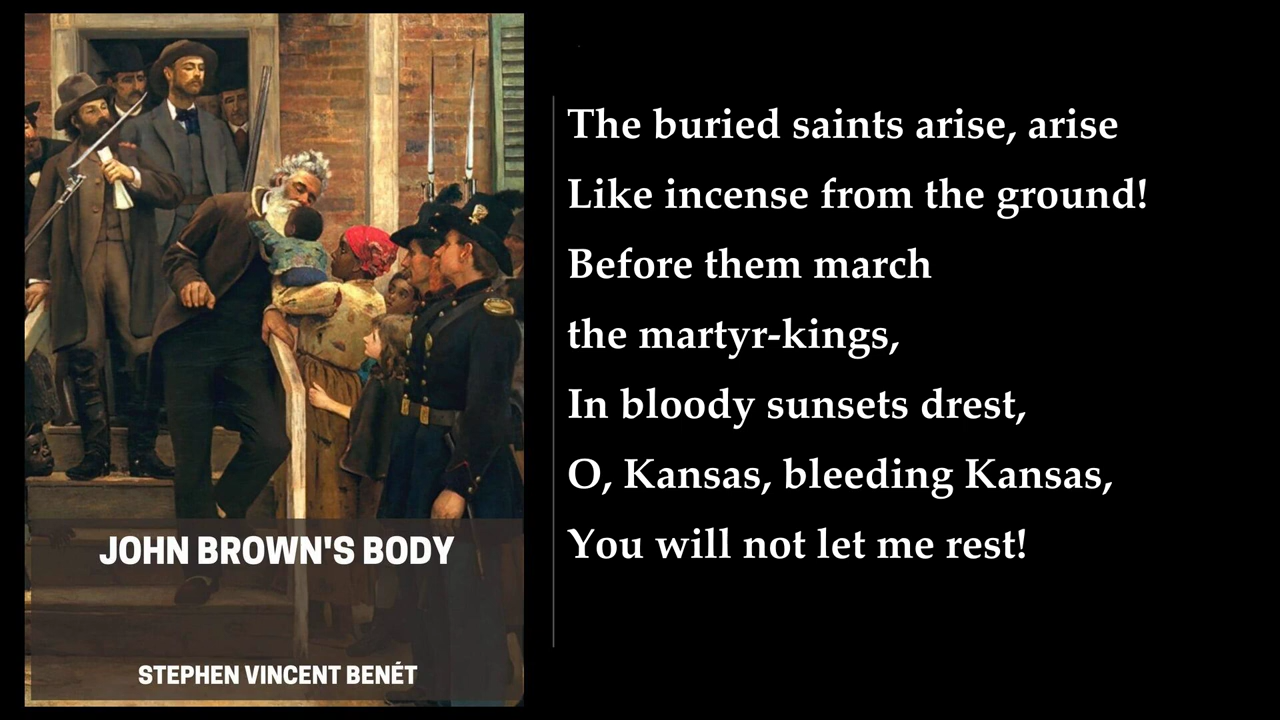 JOHN BROWN'S BODY
STEPHEN VINCENT BENÉT
The buried saints arise, arise
Like incense from the ground!
Before them march
the martyr-kings,
In bloody sunsets drest,
O, Kansas, bleeding Kansas,
You will not let me rest!